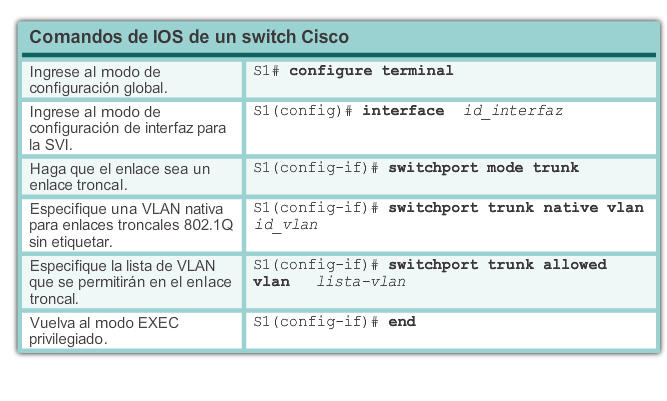 Comandos de IOS de un switch Cisco
Ingrese al modo de
configuración global.
S1# configure terminal
Ingrese al modo de
configuración de interfaz para
la SVI.
S1(config)# interface id_interfaz
Haga que el enlace sea un
enlace troncal.
S1(config-if)# switchport mode trunk
Especifique una VLAN nativa
para enlaces troncales 802.1Q
sin etiquetar.
S1(config-if)# switchport trunk native vlan
id_vlan
Especifique la lista de VLAN
que se permitirán en el enlace
troncal.
S1(config-if)# switchport trunk allowed
vlan lista-vlan
Vuelva al modo EXEC
privilegiado.
S1(config-if)# end